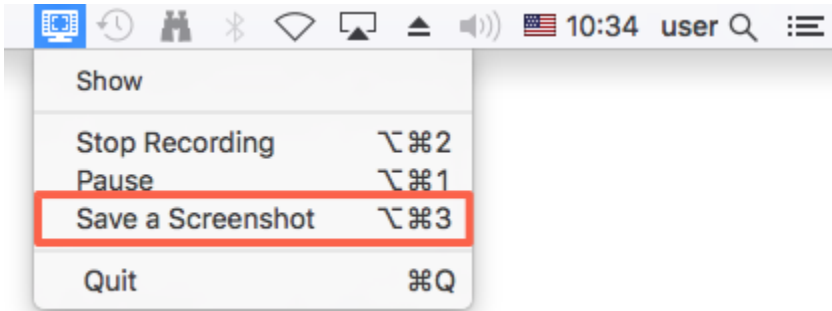 10:34 user
Show
Stop Recording ⌥⌘2
Pause ⌥⌘1
Save a Screenshot ⌥⌘3
Quit ⌘Q